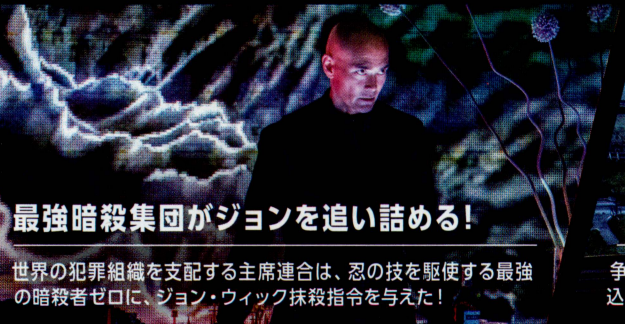 最強暗殺集団がジョンを追い詰める!
世界の犯罪組織を支配する主席連合は、忍の技を駆使する最強
の暗殺者ゼロに、ジョン・ウィック抹殺指令を与えた!
争
込